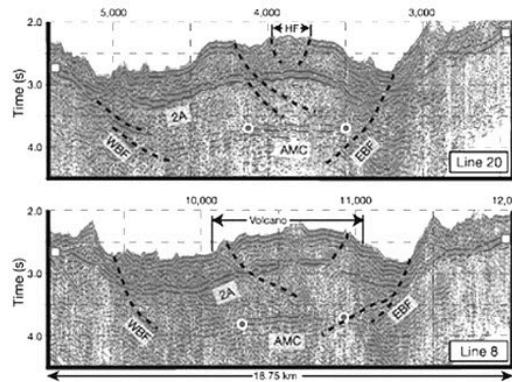 5,000 4,000 3,000
HF
2.0
3.0
4.0
Time (s)
2A
WBF
AMC
EBF
Line 20
10,000 11,000 12,0
Volcano
2.0
3.0
4.0
Time (s)
2A
WBF
AMC
EBF
Line 8
18.75 km